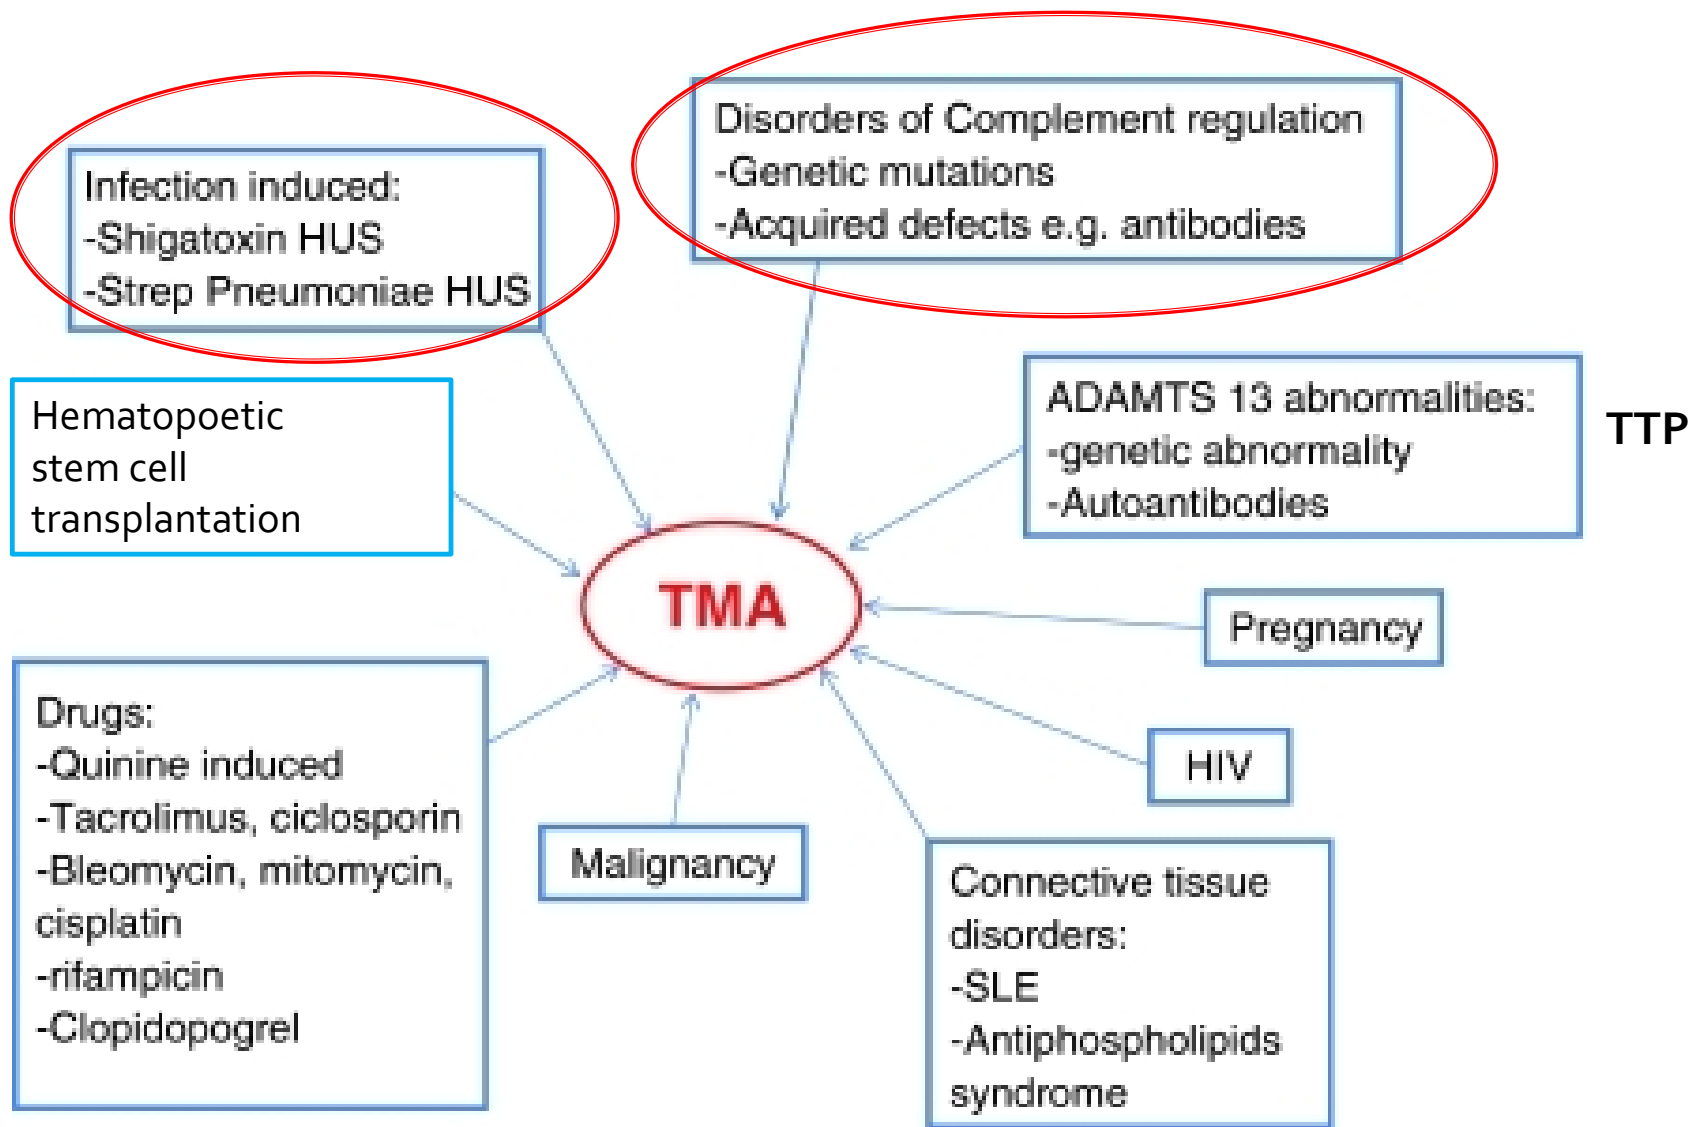 Disorders of Complement regulation
-Genetic mutations
-Acquired defects e.g. antibodies
Infection induced:
-Shigatoxin HUS
-Strep Pneumoniae HUS
Hematopoetic
stem cell
transplantation
ADAMTS 13 abnormalities:
-genetic abnormality
-Autoantibodies
TTP
TMA
Pregnancy
Drugs:
-Quinine induced
-Tacrolimus, ciclosporin
-Bleomycin, mitomycin,
cisplatin
-rifampicin
-Clopidopogrel
HIV
Malignancy
Connective tissue
disorders:
-SLE
-Antiphospholipids
syndrome